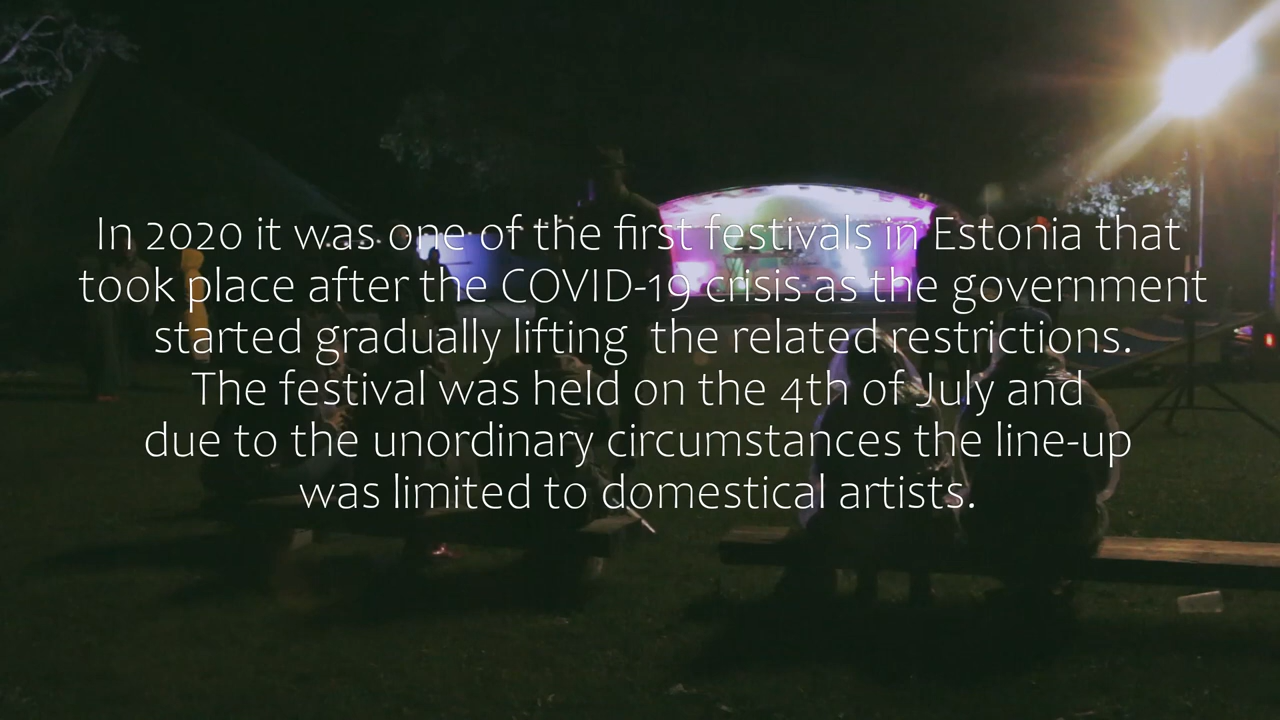 In 2020 it was one of the first festivals in Estonia that
took place after the COVID-19 crisis as the government
started gradually lifting  the related restrictions.
The festival was held on the 4th of July and
due to the unordinary circumstances the line-up
was limited to domestical artists.